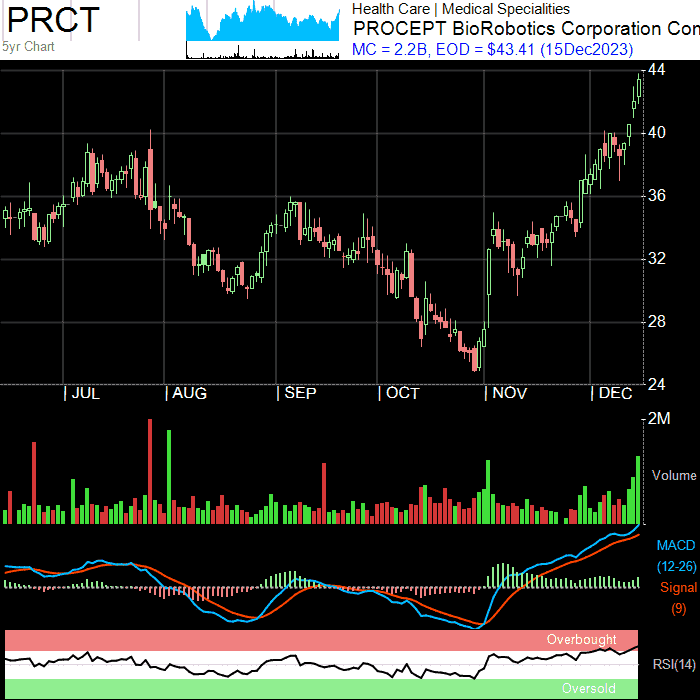 PRCT
5yr Chart
Health Care | Medical Specialities
PROCEPT BioRobotics Corporation Con
MC = 2.2B, EOD = $43.41 (15Dec2023)
44
40
36
32
28
24
| JUL | AUG | SEP | OCT | NOV | DEC
2M
Volume
MACD
(12-26)
Signal
(9)
Overbought
RSI(14)
Oversold